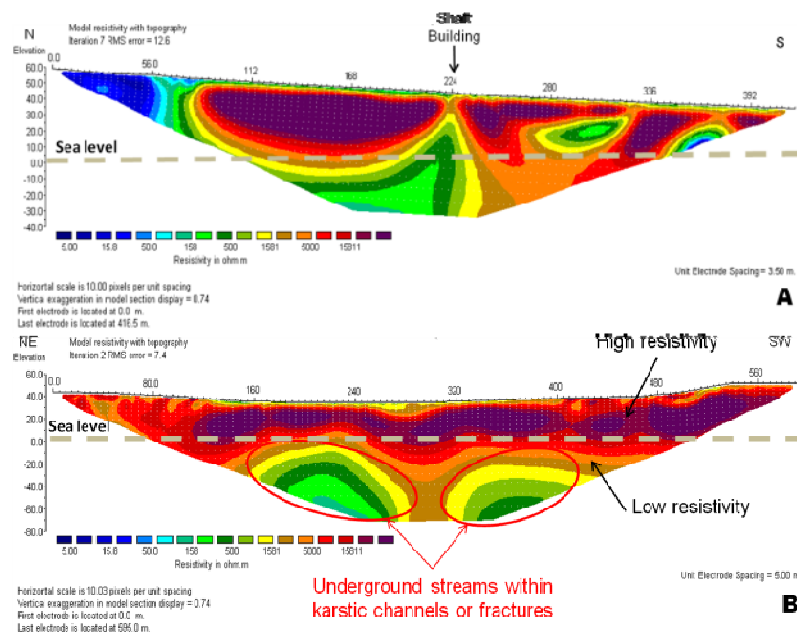 Shaft
Building
N
Model resistivity with topography
Iteration 7 RMS error = 12.6
S
Elevation
0.0
560
112
168
224
280
336
392
60.0
50.0
40.0
30.0
20.0
10.0
0.0
-10.0
-20.0
-30.0
-40.0
Sea level
5.00 15.8 50.0 158 500 1581 5000 15811
Resistivity in ohm.m
Unit Electrode Spacing = 3.50 m.
Horizontal scale is 10.00 pixels per unit spacing
Vertical exaggeration in model section display = 0.74
First electrode is located at 0.0 m.
Last electrode is located at 416.5 m.
A
NE
Model resistivity with topography
Iteration 2 RMS error = 7.4
High resistivity
SW
Elevation
0.0
80.0
160
240
320
400
480
560
60.0
40.0
20.0
0.0
-20.0
-40.0
-60.0
-80.0
Sea level
Low resistivity
5.00 15.8 50.0 158 500 1581 5000 15811
Resistivity in ohm.m
Unit Electrode Spacing = 5.00 m.
Underground streams within
karstic channels or fractures
Horizontal scale is 10.03 pixels per unit spacing
Vertical exaggeration in model section display = 0.74
First electrode is located at 0.0 m.
Last electrode is located at 595.0 m.
B